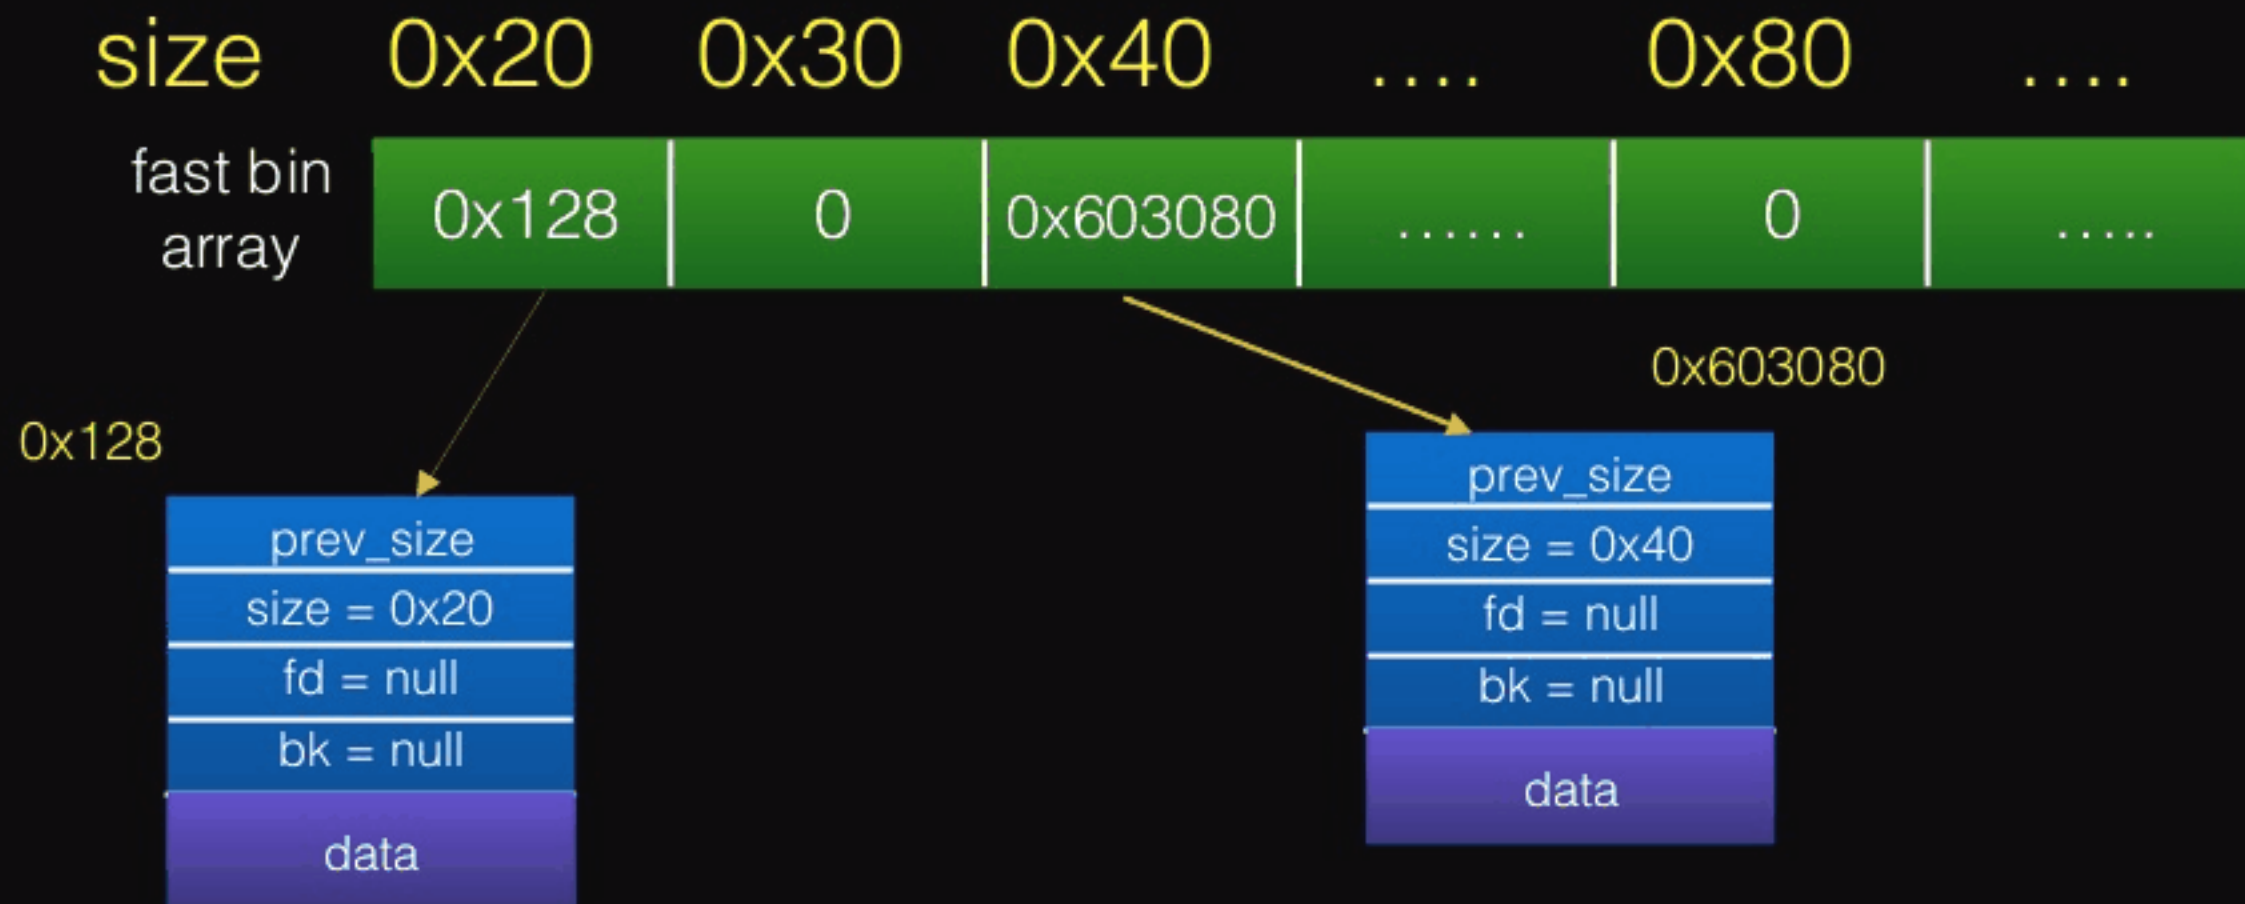 size 0x20 0x30 0x40 .... 0x80 ....
fast bin
array
0x128 0 0x603080 ...... 0 .....
0x603080
0x128
prev_size
size = 0x20
fd = null
bk = null
data
prev_size
size = 0x40
fd = null
bk = null
data